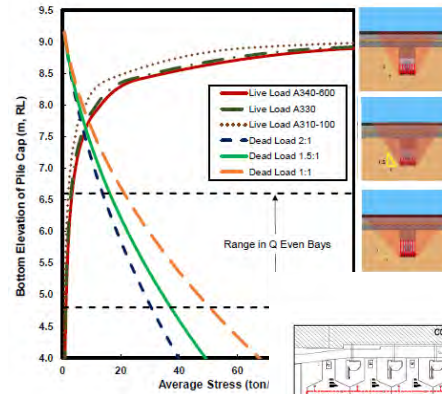 9.5
9.0
8.5
8.0
7.5
7.0
6.5
6.0
5.5
5.0
4.5
4.0
Bottom Elevation of Pile Cap (m, RL)
Live Load A340-600
Live Load A330
Live Load A310-100
Dead Load 2:1
Dead Load 1.5:1
Dead Load 1:1
Range in Q Even Bays
0
20
40
60
Average Stress (ton/